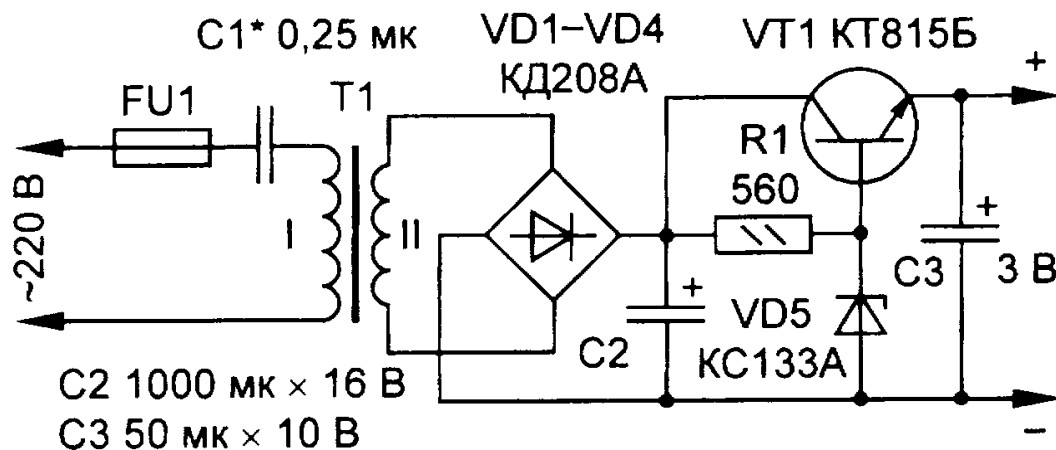 C1* 0,25 мк
VD1–VD4
КД208А
VT1 КТ815Б
FU1
T1
+
R1
560
~220 В
I
II
+
C2
+
C3
3 В
VD5
КС133А
C2 1000 мк × 16 В
C3 50 мк × 10 В
−